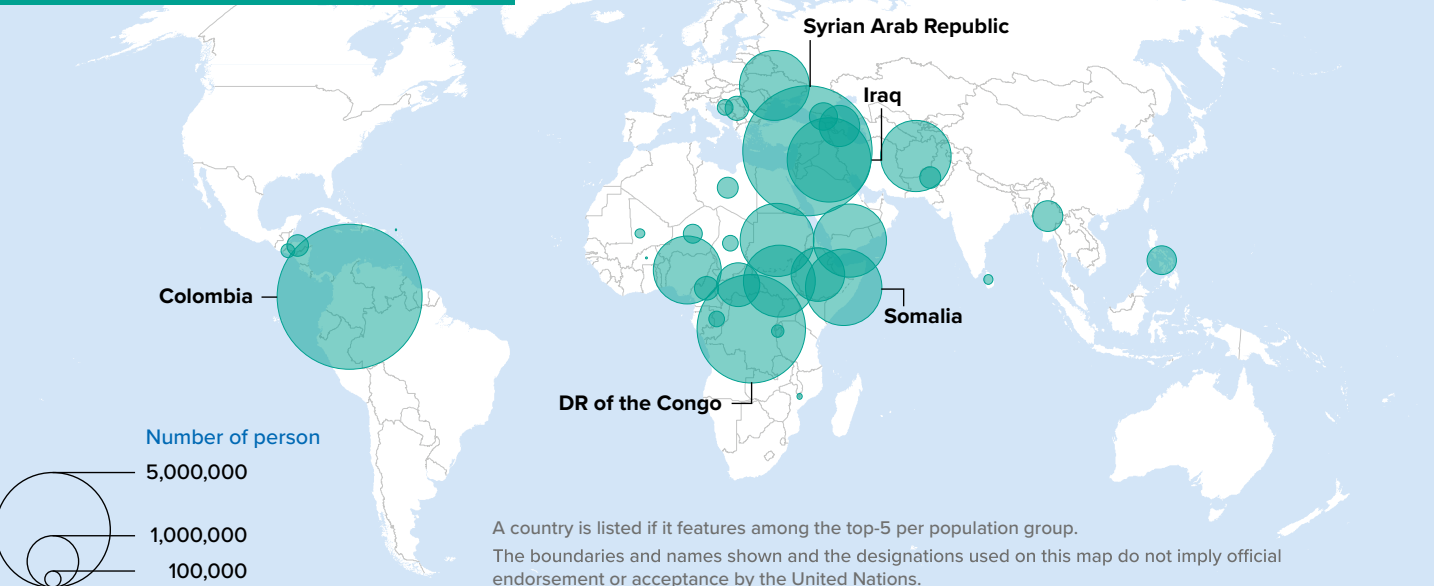 Syrian Arab Republic
Iraq
Colombia
Somalia
DR of the Congo
Number of person
5,000,000
1,000,000
100,000
A country is listed if it features among the top-5 per population group.
The boundaries and names shown and the designations used on this map do not imply official
endorsement or acceptance by the United Nations.